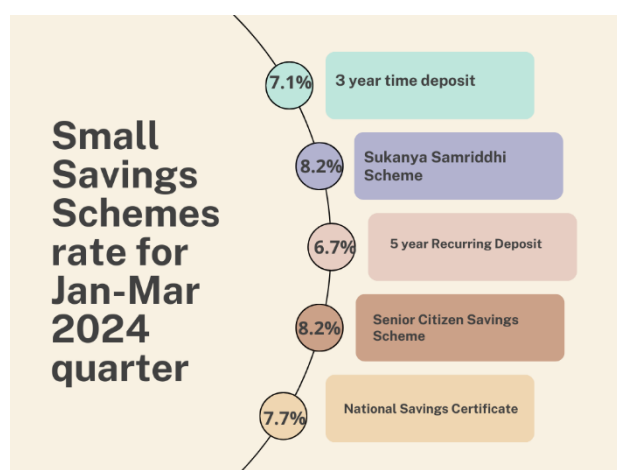 Small
Savings
Schemes
rate for
Jan-Mar
2024
quarter
7.1%
3 year time deposit
8.2%
Sukanya Samriddhi
Scheme
6.7%
5 year Recurring Deposit
8.2%
Senior Citizen Savings
Scheme
7.7%
National Savings Certificate